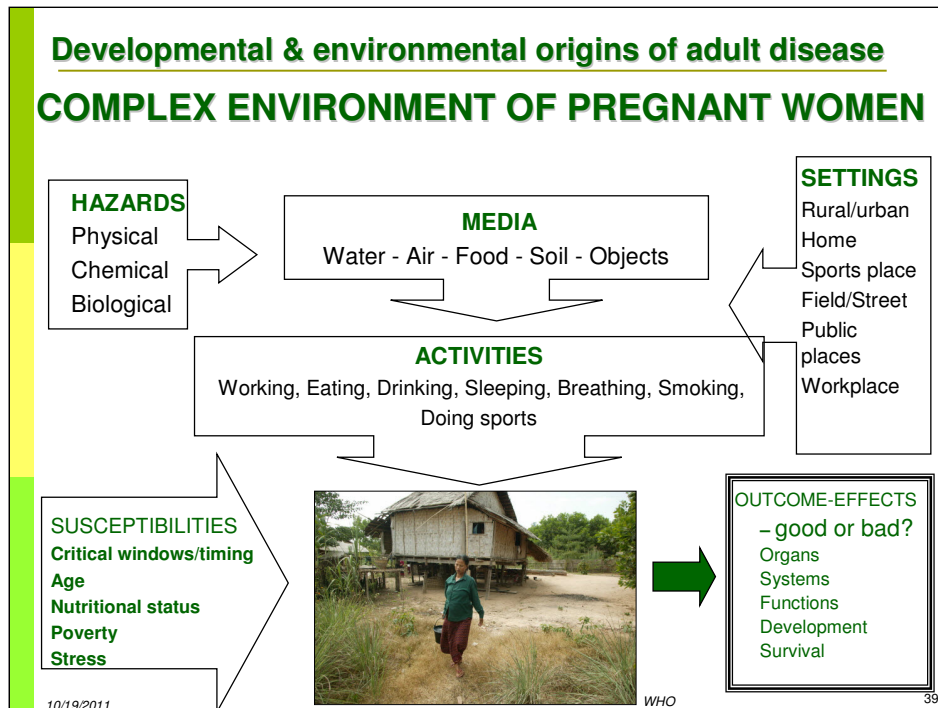 Developmental & environmental origins of adult disease
COMPLEX ENVIRONMENT OF PREGNANT WOMEN
HAZARDS
Physical
Chemical
Biological
MEDIA
Water - Air - Food - Soil - Objects
SETTINGS
Rural/urban
Home
Sports place
Field/Street
Public
places
Workplace
ACTIVITIES
Working, Eating, Drinking, Sleeping, Breathing, Smoking,
Doing sports
SUSCEPTIBILITIES
Critical windows/timing
Age
Nutritional status
Poverty
Stress
OUTCOME-EFFECTS
– good or bad?
Organs
Systems
Functions
Development
Survival
10/19/2011
WHO
39